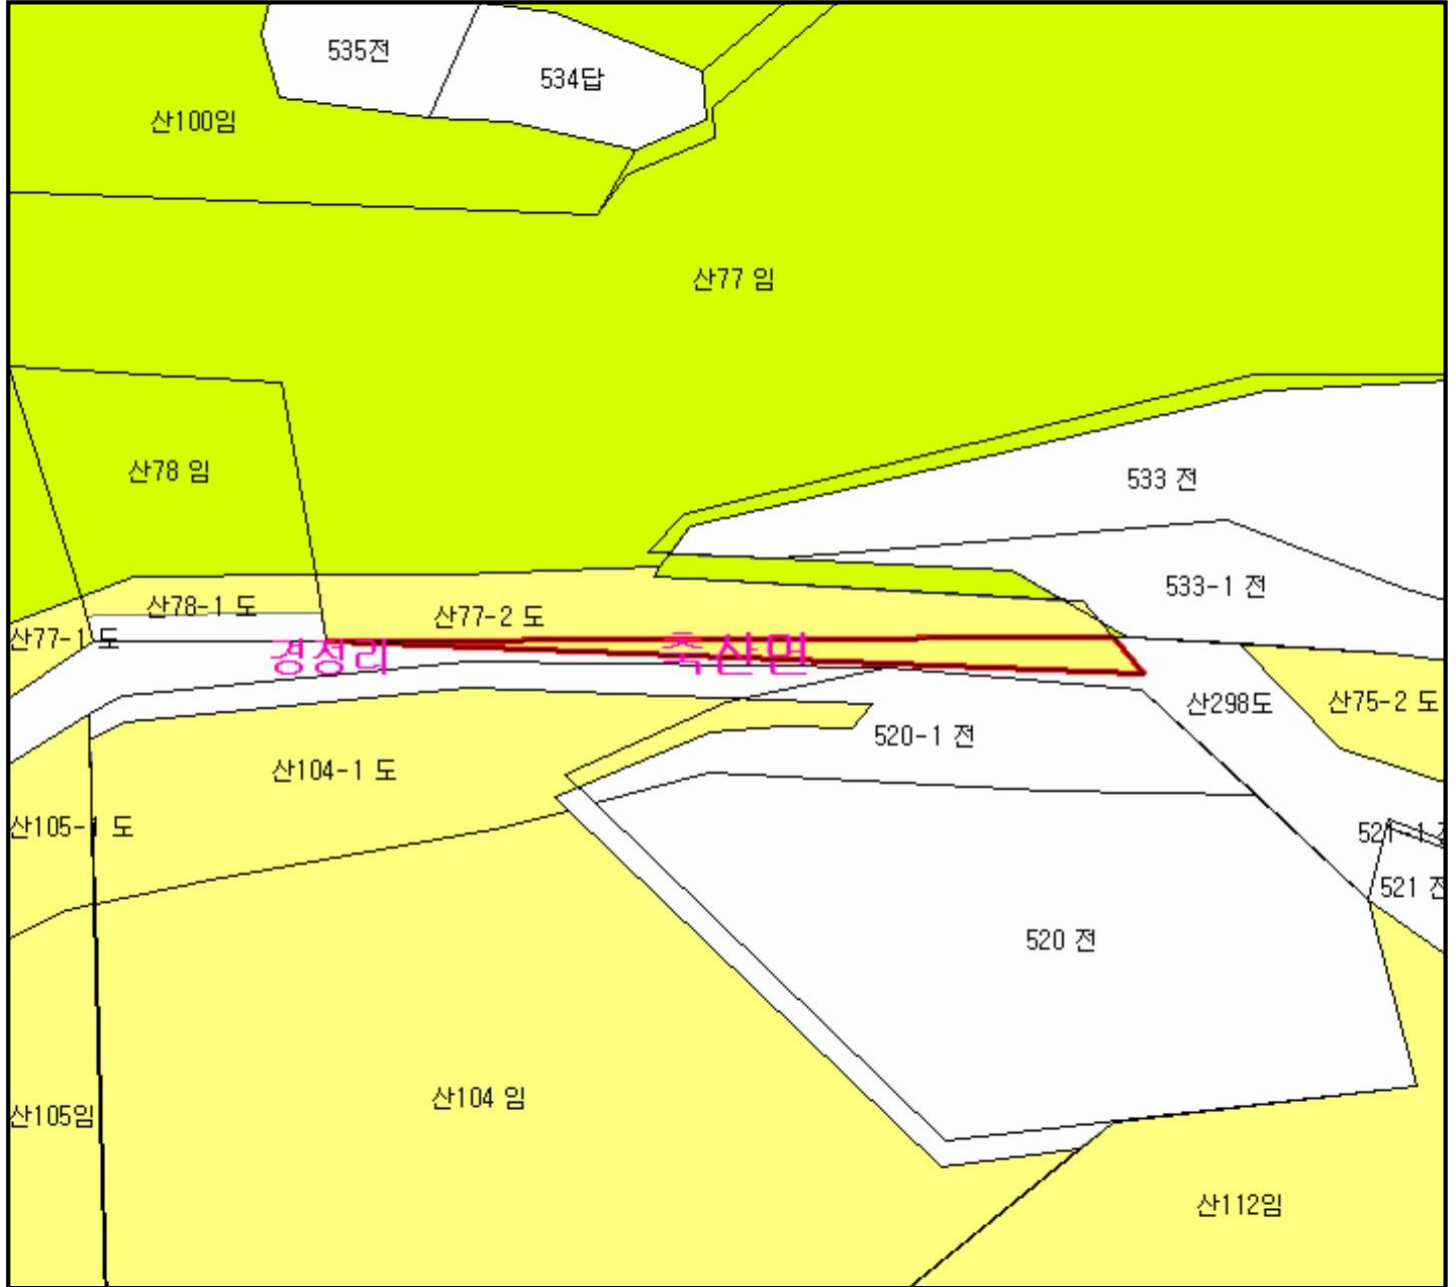 535전
534답
산100임
산77 임
산78 임
533 전
533-1 전
산78-1 도
산77-2 도
산77-1 도
경정리
축산면
산298도
산75-2 도
520-1 전
산104-1 도
산105-1 도
521-1
521 전
520 전
산104 임
산105임
산112임